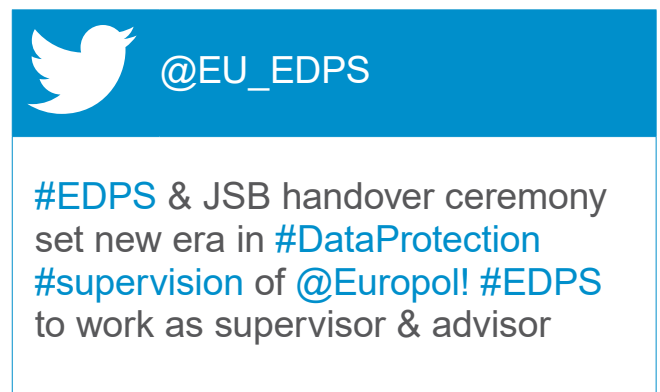 @EU_EDPS
#EDPS & JSB handover ceremony
set new era in #DataProtection
#supervision of @Europol! #EDPS
to work as supervisor & advisor